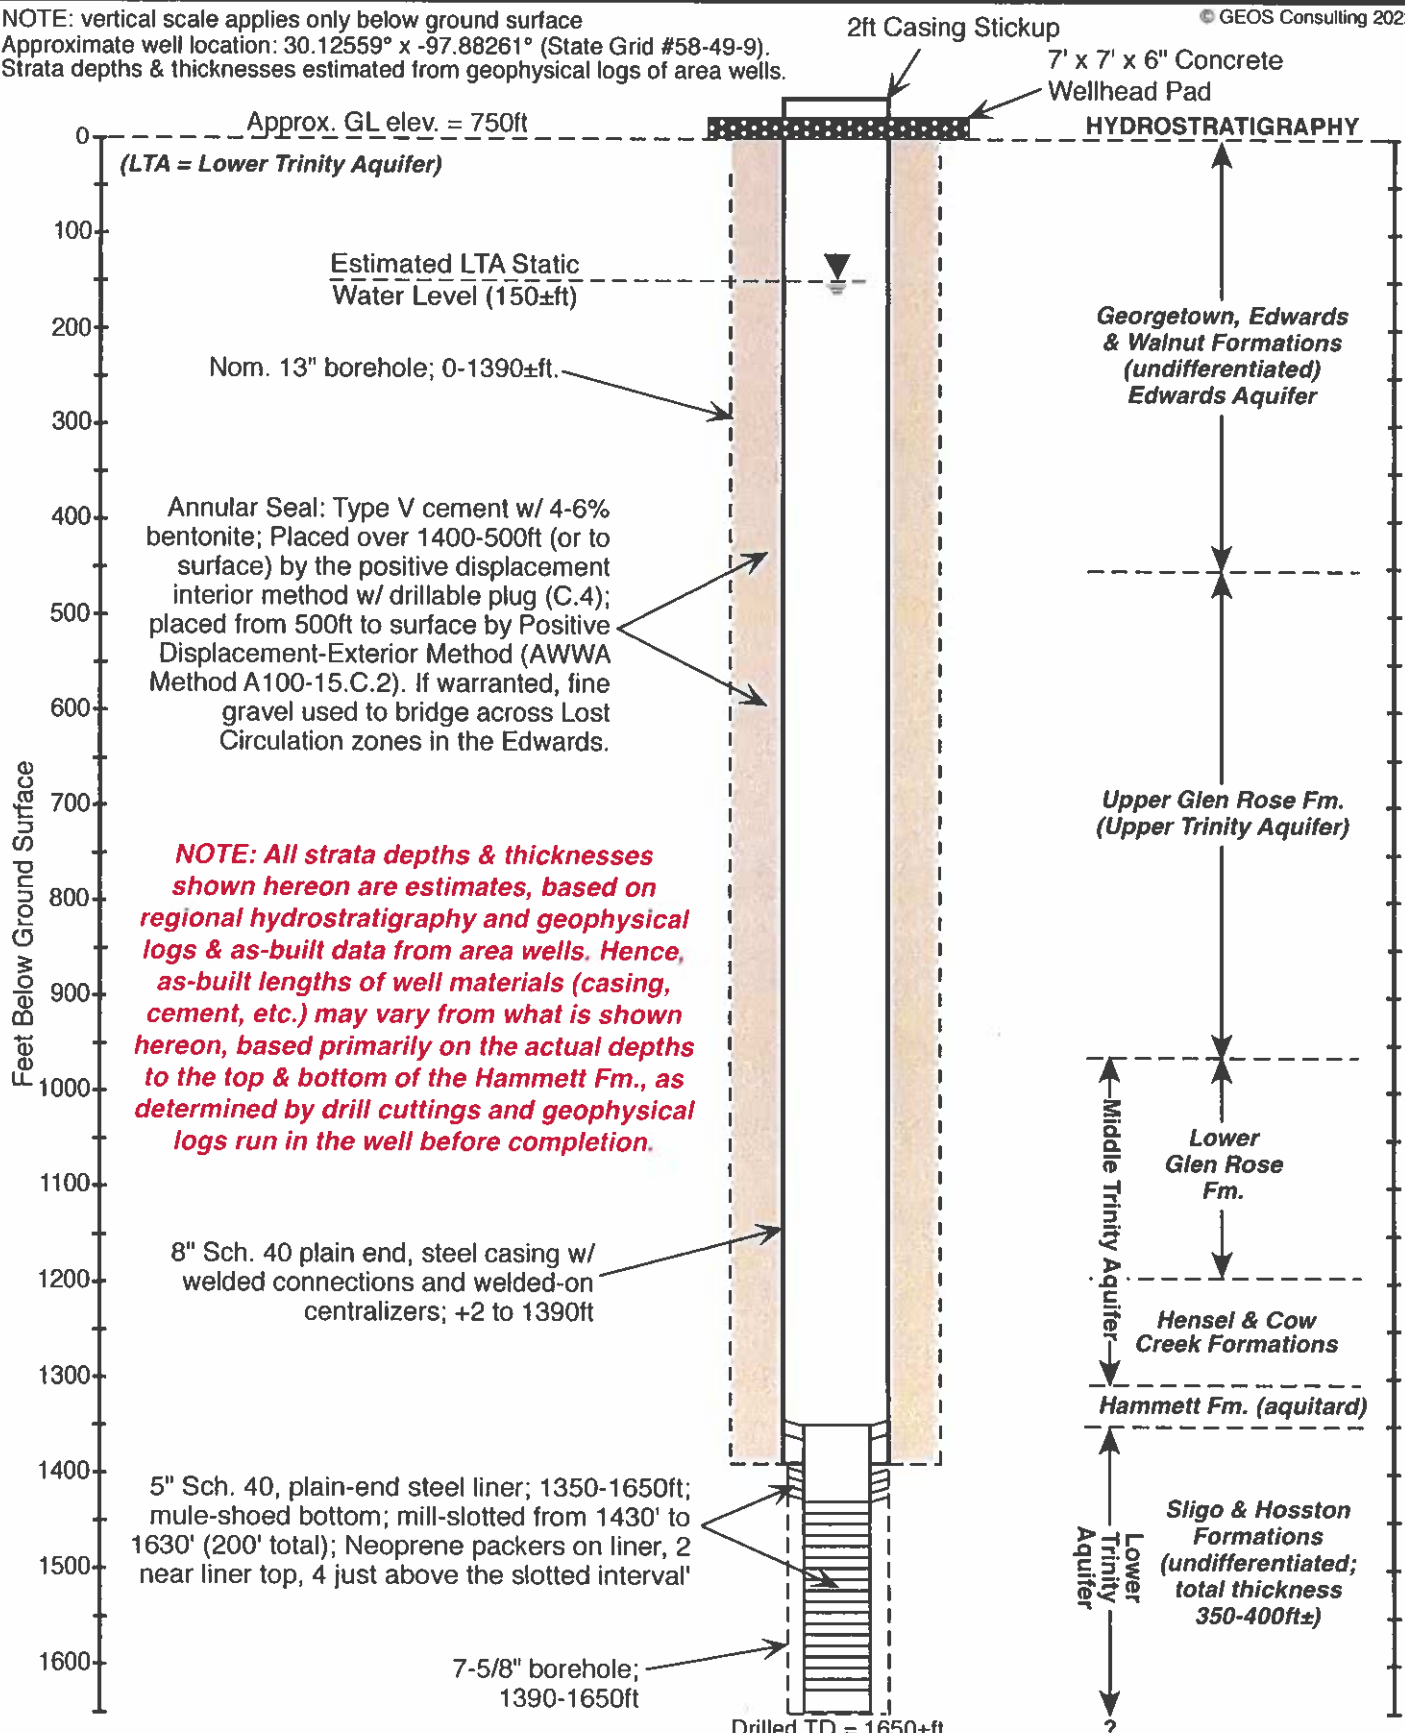 NOTE: vertical scale applies only below ground surface
Approximate well location: 30.12559° x -97.88261° (State Grid #58-49-9).
Strata depths & thicknesses estimated from geophysical logs of area wells.
2ft Casing Stickup
© GEOS Consulting 202
7' x 7' x 6" Concrete
Wellhead Pad
Approx. GL elev. = 750ft
HYDROSTRATIGRAPHY
(LTA = Lower Trinity Aquifer)
Feet Below Ground Surface
0
100
200
300
400
500
600
700
800
900
1000
1100
1200
1300
1400
1500
1600
Estimated LTA Static
Water Level (150±ft)
Nom. 13" borehole; 0-1390±ft.
Annular Seal: Type V cement w/ 4-6%
bentonite; Placed over 1400-500ft (or to
surface) by the positive displacement
interior method w/ drillable plug (C.4);
placed from 500ft to surface by Positive
Displacement-Exterior Method (AWWA
Method A100-15.C.2). If warranted, fine
gravel used to bridge across Lost
Circulation zones in the Edwards.
NOTE: All strata depths & thicknesses
shown hereon are estimates, based on
regional hydrostratigraphy and geophysical
logs & as-built data from area wells. Hence,
as-built lengths of well materials (casing,
cement, etc.) may vary from what is shown
hereon, based primarily on the actual depths
to the top & bottom of the Hammett Fm., as
determined by drill cuttings and geophysical
logs run in the well before completion.
8" Sch. 40 plain end, steel casing w/
welded connections and welded-on
centralizers; +2 to 1390ft
5" Sch. 40, plain-end steel liner; 1350-1650ft;
mule-shoed bottom; mill-slotted from 1430' to
1630' (200' total); Neoprene packers on liner, 2
near liner top, 4 just above the slotted interval'
7-5/8" borehole;
1390-1650ft
Drilled TD = 1650±ft
Georgetown, Edwards
& Walnut Formations
(undifferentiated)
Edwards Aquifer
Upper Glen Rose Fm.
(Upper Trinity Aquifer)
Middle Trinity Aquifer
Lower
Glen Rose
Fm.
Hensel & Cow
Creek Formations
Hammett Fm. (aquitard)
Lower
Trinity
Aquifer
Sligo & Hosston
Formations
(undifferentiated;
total thickness
350-400ft±)
?